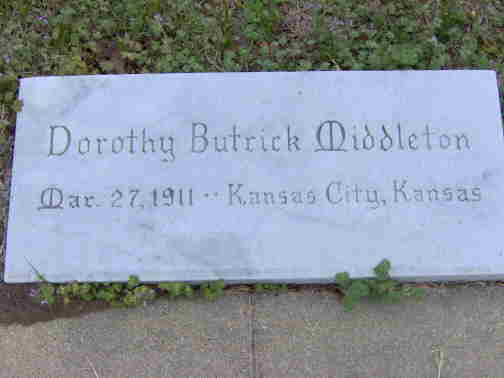 Dorothy Butrick Middleton
Mar. 27, 1911 ·· Kansas City, Kansas